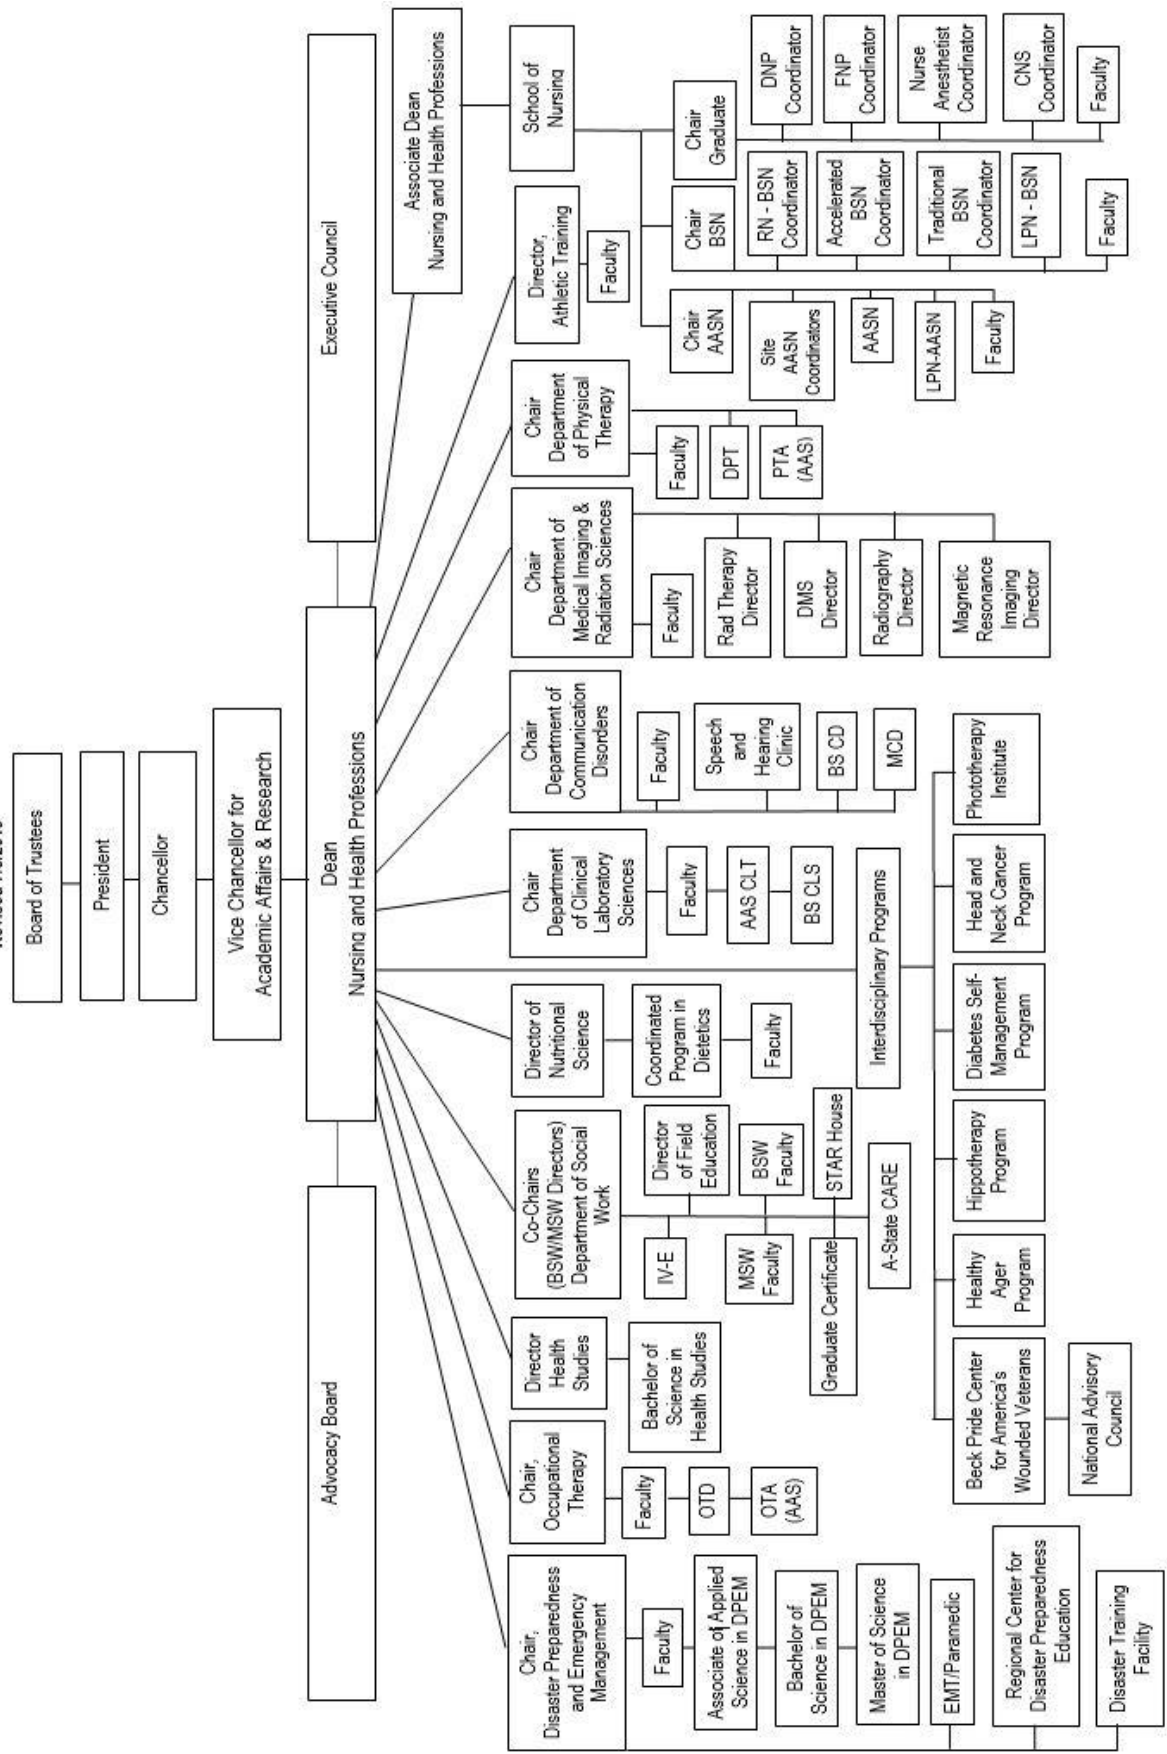 Board of Trustees
President
Chancellor
Vice Chancellor for
Academic Affairs & Research
Advocacy Board
Dean
Nursing and Health Professions
Executive Council
Associate Dean
Nursing and Health Professions
Chair,
Disaster Preparedness
and Emergency
Management
Faculty
Associate of Applied
Science in DPEM
Bachelor of
Science in DPEM
Master of Science
in DPEM
EMT/Paramedic
Regional Center for
Disaster Preparedness
Education
Disaster Training
Facility
Chair,
Occupational
Therapy
Faculty
OTD
OTA
(AAS)
Director
Health
Studies
Bachelor of
Science in
Health Studies
Co-Chairs
(BSW/MSW Directors)
Department of Social
Work
Director
of Field
Education
IV-E
BSW
Faculty
MSW
Faculty
STAR House
Graduate Certificate
A-State CARE
Director of
Nutritional
Science
Coordinated
Program in
Dietetics
Faculty
Chair
Department
of Clinical
Laboratory
Sciences
Faculty
AAS CLT
BS CLS
Chair
Department of
Communication
Disorders
Faculty
Speech
and
Hearing
Clinic
BS CD
MCD
Chair
Department of
Medical Imaging &
Radiation Sciences
Faculty
Rad Therapy
Director
DMS
Director
Radiography
Director
Magnetic
Resonance
Imaging
Director
Chair
Department
of Physical
Therapy
Faculty
DPT
PTA
(AAS)
Director,
Athletic Training
Faculty
School of
Nursing
Chair
AASN
Site
AASN
Coordinators
AASN
LPN-AASN
Faculty
Chair
BSN
RN - BSN
Coordinator
Accelerated
BSN
Coordinator
Traditional
BSN
Coordinator
LPN - BSN
Faculty
Chair
Graduate
DNP
Coordinator
FNP
Coordinator
Nurse
Anesthetist
Coordinator
CNS
Coordinator
Faculty
Interdisciplinary Programs
Beck Pride Center
for America's
Wounded Veterans
National Advisory
Council
Healthy
Ager
Program
Hippotherapy
Program
Diabetes Self-
Management
Program
Head and
Neck Cancer
Program
Phototherapy
Institute